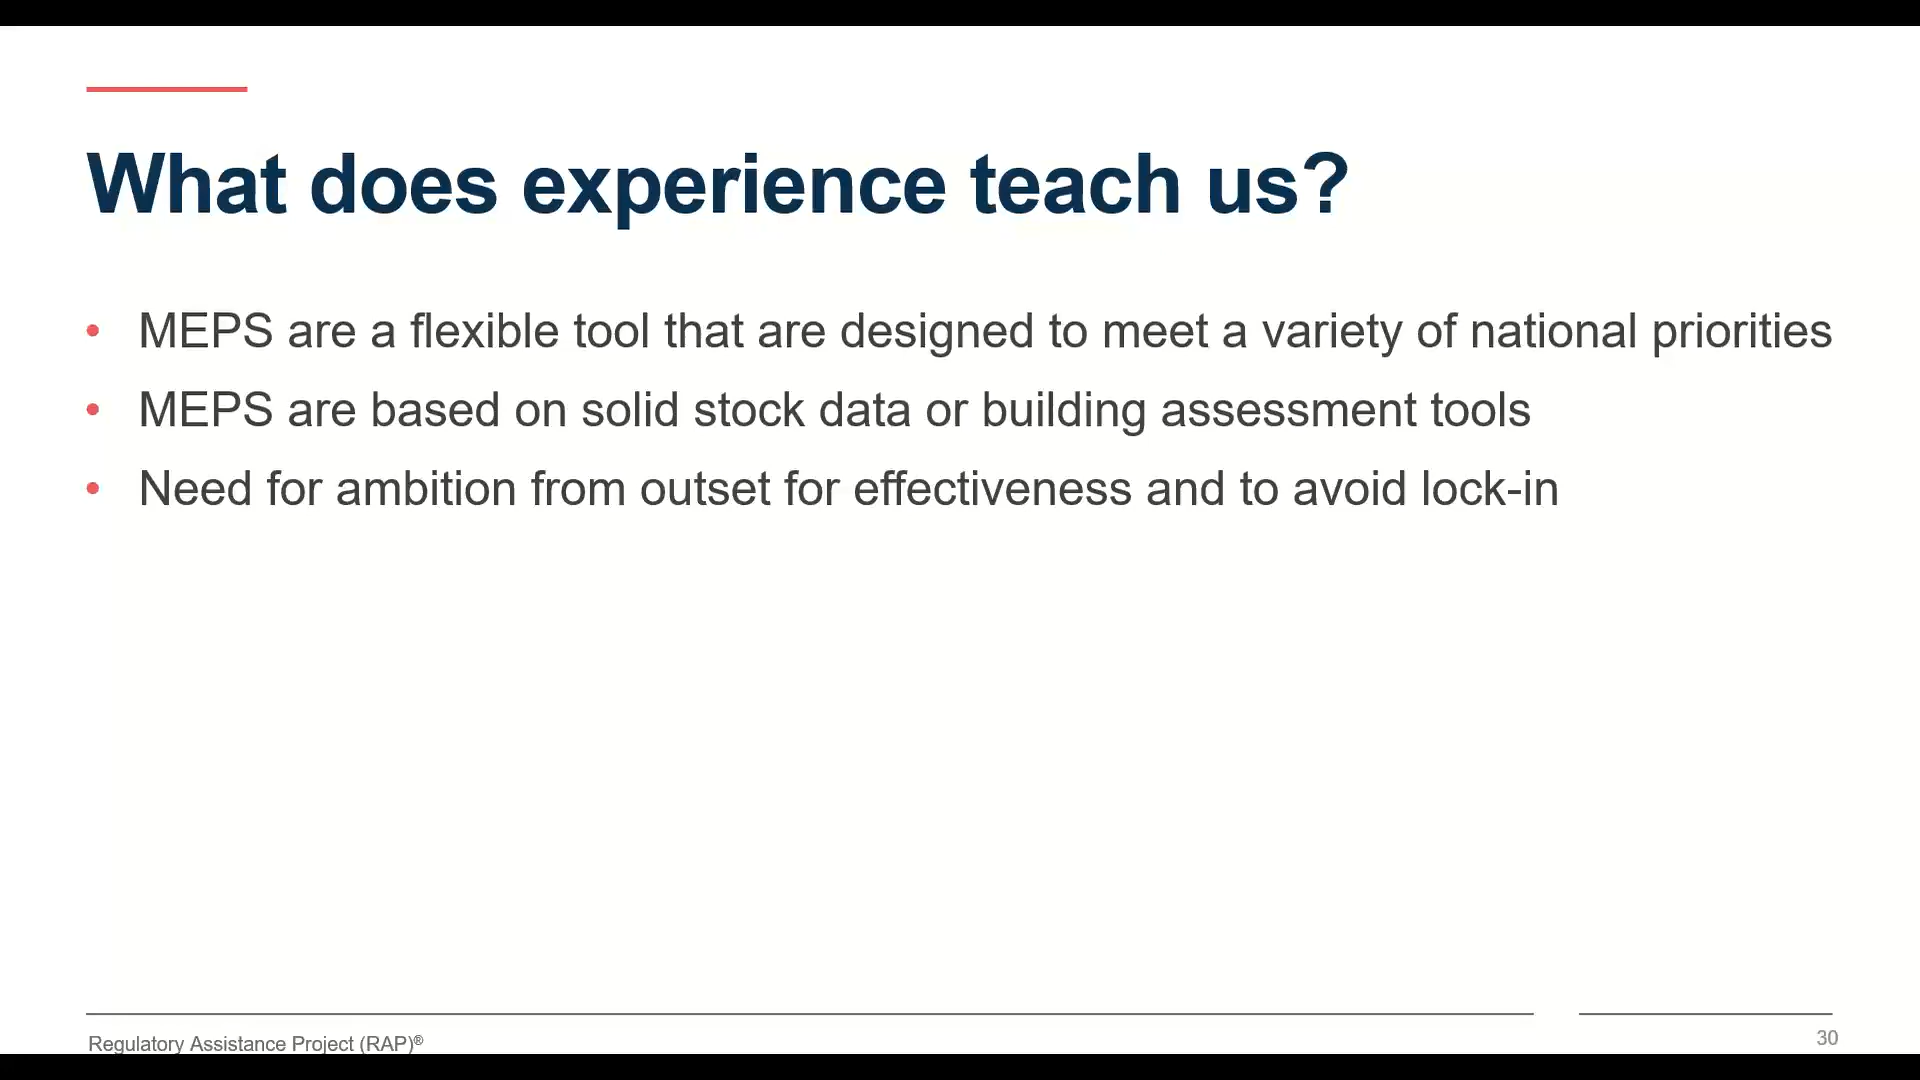 What does experience teach us?
• MEPS are a flexible tool that are designed to meet a variety of national priorities
• MEPS are based on solid stock data or building assessment tools
• Need for ambition from outset for effectiveness and to avoid lock-in
Regulatory Assistance Project (RAP)®
30